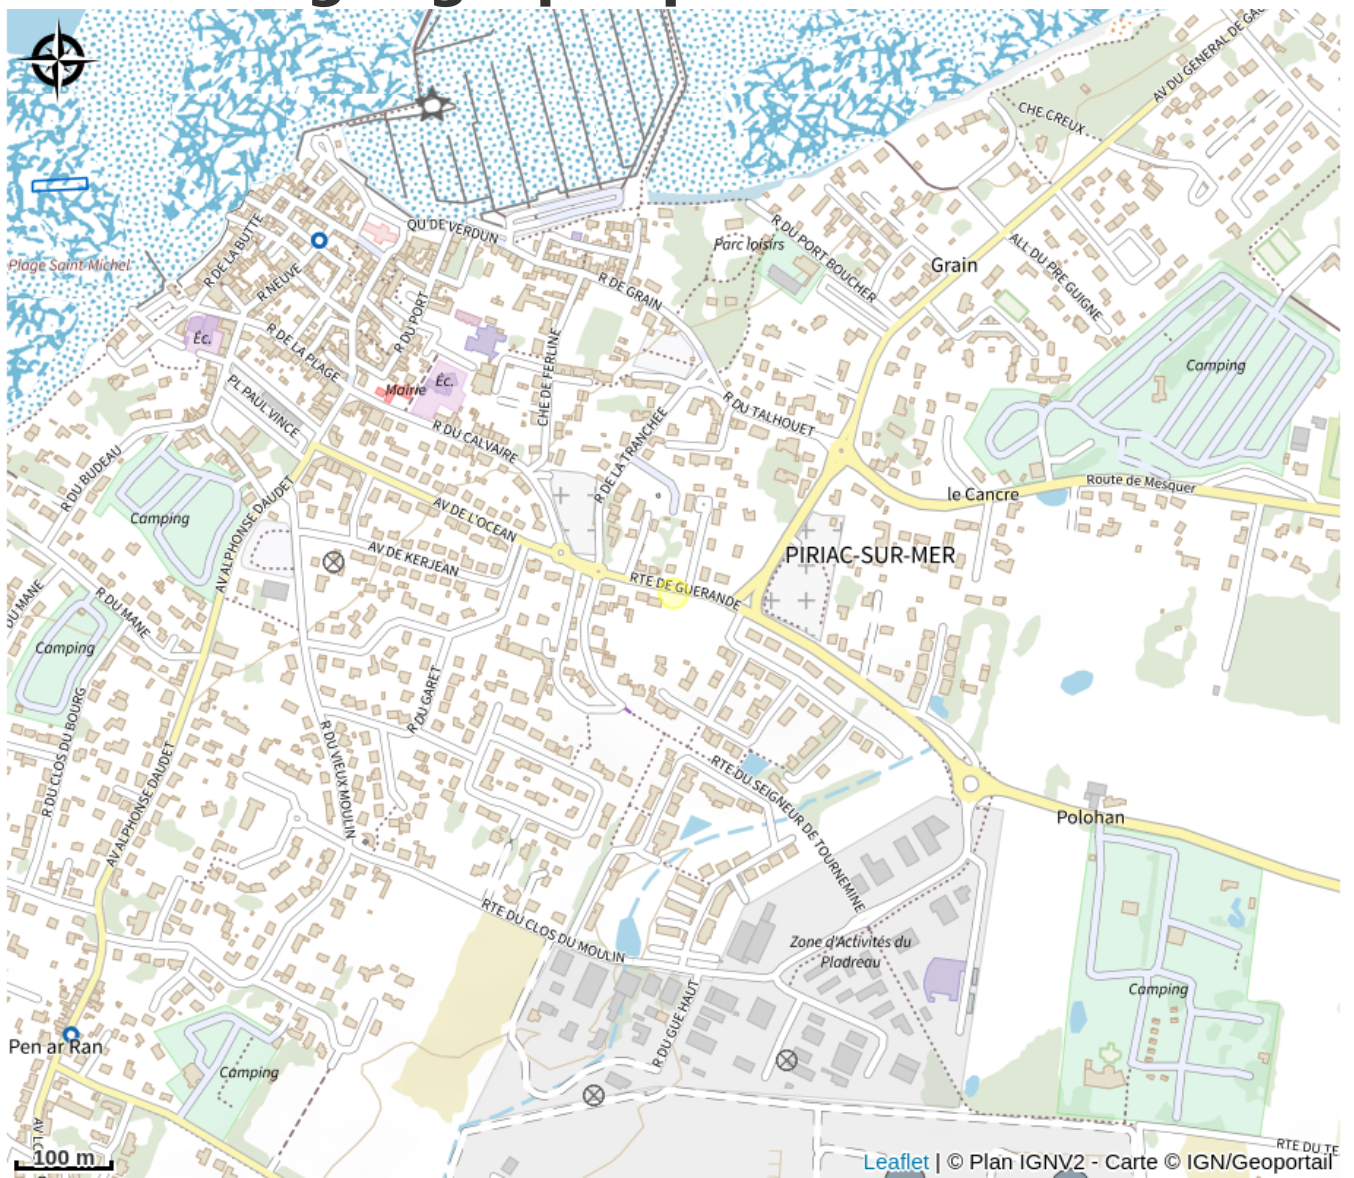 CHE CREUX
AV DU GENERAL DE GAU
QU DE VERDUN
R DE LA BUTTE
Plage Saint Michel
R NEUVE
Parc loisirs
R DU PORT BOUCHER
ALL DU PRE GUIGNE
Grain
R DE GRAIN
R DU PORT
Éc.
R DE LA PLAGE
CHE DE FERLINE
Camping
PL PAUL VINCE
Mairie
Éc.
R DU TALHOUET
R DU CALVAIRE
R DE LA TRANCHEE
R DU BUDEAU
Route de Mesquer
le Cancre
Camping
AV ALPHONSE DAUDET
AV DE L'OCEAN
AV DE KERJEAN
PIRIAC-SUR-MER
RTE DE GUERANDE
DU MANE
R DU MANE
Camping
R DU GARET
R DU CLOS DU BOURG
R DU VIEUX MOULIN
AV ALPHONSE DAUDET
RTE DU SEIGNEUR DE TOURNEMINE
Polohan
RTE DU CLOS DU MOULIN
Zone d'Activités du
Pladreau
Camping
R DU GUE HAUT
Pen ar Ran
Camping
RTE DU TE
100 m
Leaflet | © Plan IGNV2 - Carte © IGN/Geoportail